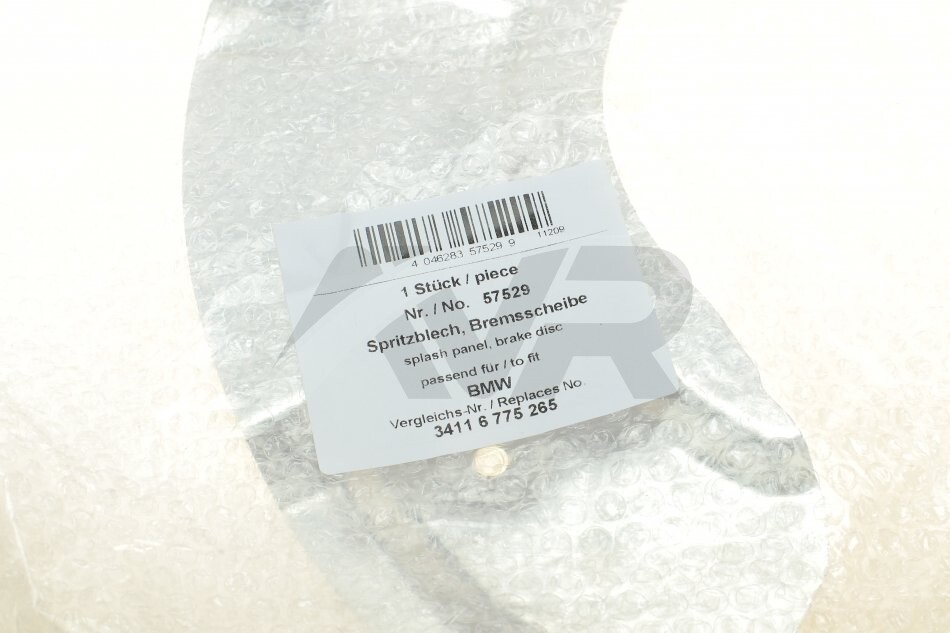 4 046283 57529 9
11209
1 Stück / piece
Nr. / No. 57529
Spritzblech, Bremsscheibe
splash panel, brake disc
passend für / to fit
BMW
Vergleichs-Nr. / Replaces No.
3411 6 775 265